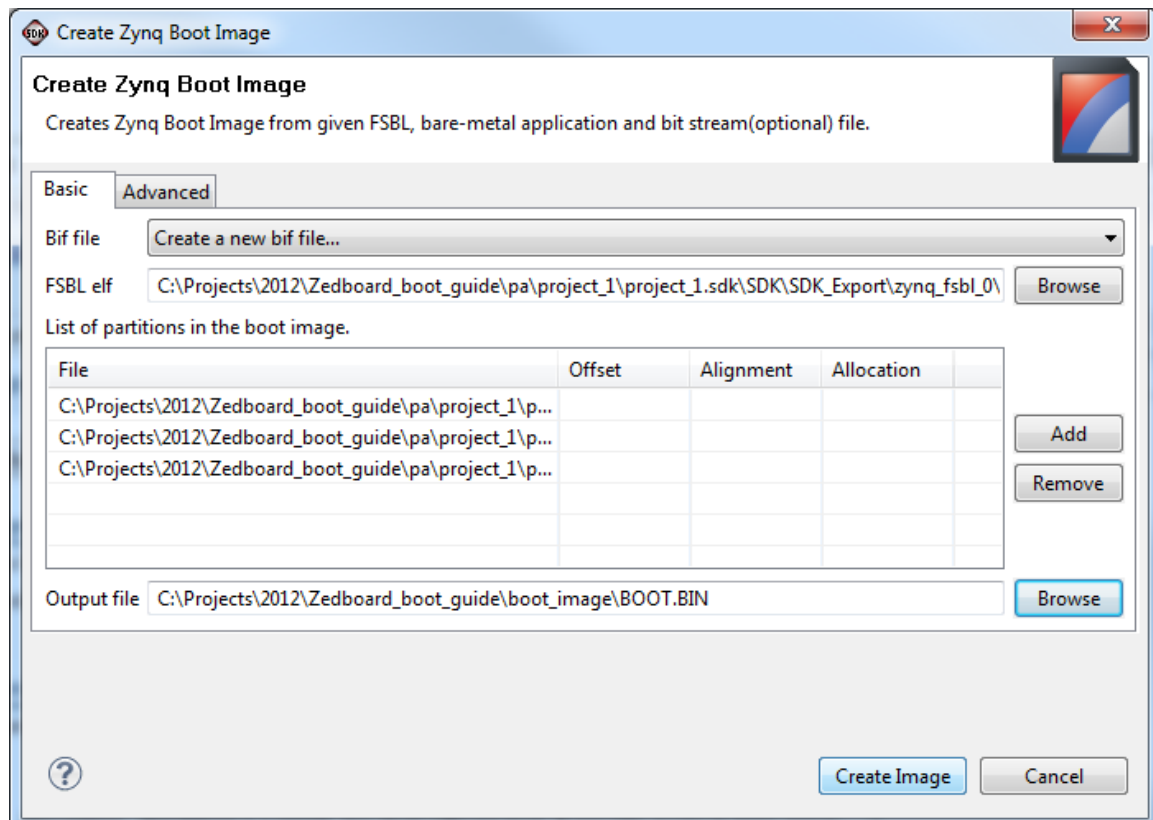 SDK Create Zynq Boot Image
Create Zynq Boot Image
Creates Zynq Boot Image from given FSBL, bare-metal application and bit stream(optional) file.
Basic Advanced
Bif file Create a new bif file...
FSBL elf C:\Projects\2012\Zedboard_boot_guide\pa\project_1\project_1.sdk\SDK\SDK_Export\zynq_fsbl_0\ Browse
List of partitions in the boot image.
File Offset Alignment Allocation
C:\Projects\2012\Zedboard_boot_guide\pa\project_1\p...
C:\Projects\2012\Zedboard_boot_guide\pa\project_1\p...
C:\Projects\2012\Zedboard_boot_guide\pa\project_1\p...
Add
Remove
Output file C:\Projects\2012\Zedboard_boot_guide\boot_image\BOOT.BIN Browse
? Create Image Cancel